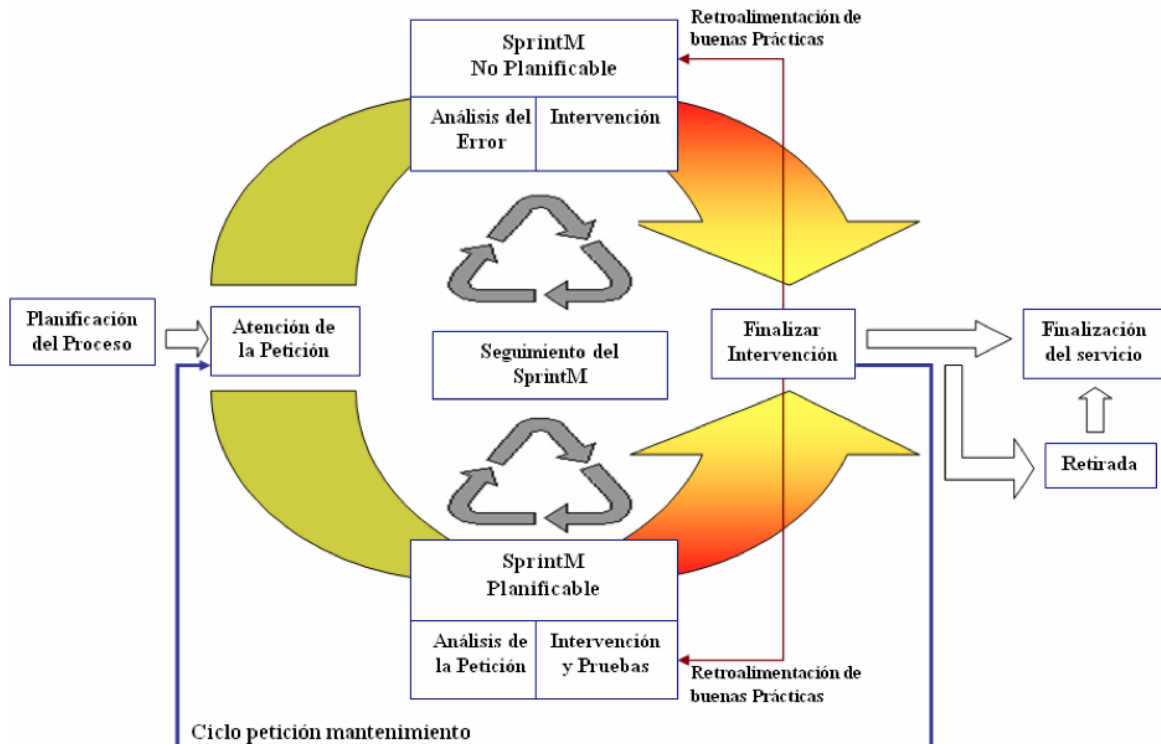 Retroalimentación de
buenas Prácticas
SprintM
No Planificable
Análisis del
Error
Intervención
Planificación
del Proceso
Atención de
la Petición
Seguimiento del
SprintM
Finalizar
Intervención
Finalización
del servicio
Retirada
SprintM
Planificable
Análisis de
la Petición
Intervención
y Pruebas
Retroalimentación de
buenas Prácticas
Ciclo petición mantenimiento